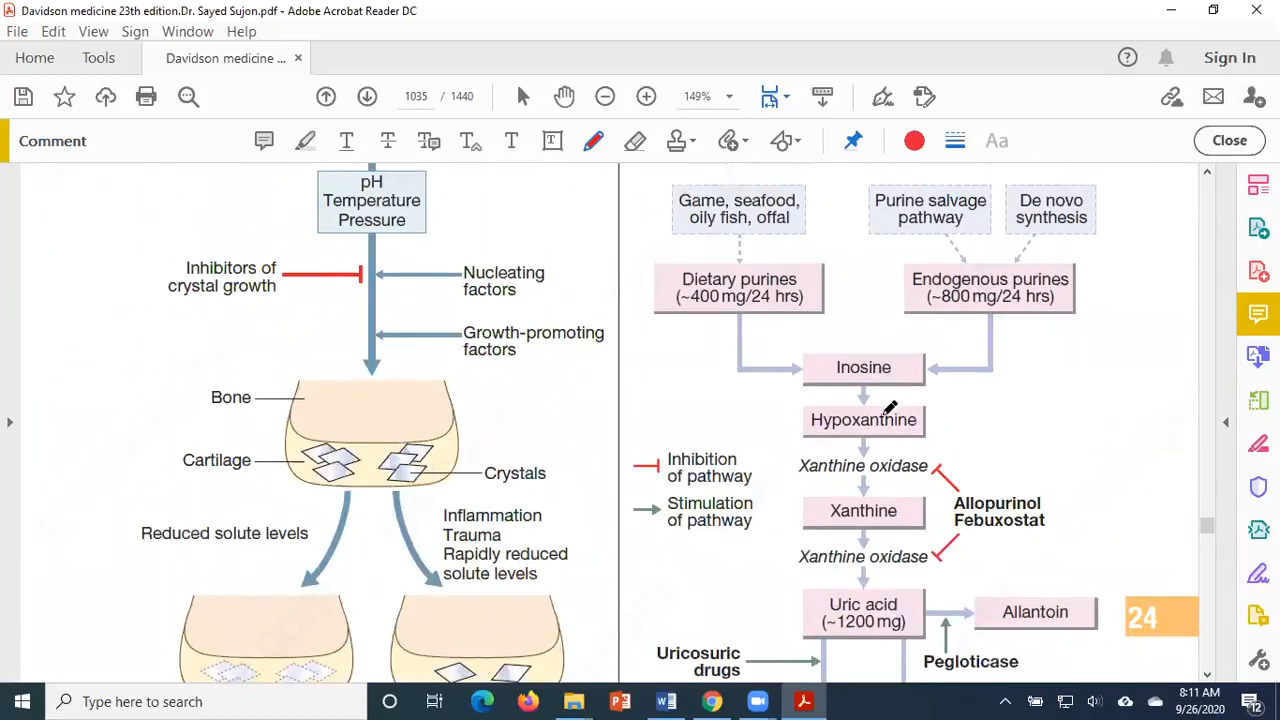 Davidson medicine 23th edition.Dr. Sayed Sujon.pdf - Adobe Acrobat Reader DC
File Edit View Sign Window Help
Home Tools Davidson medicine ... × Sign In
1035 / 1440 149%
Comment Aa Close
pH
Temperature
Pressure
Inhibitors of
crystal growth
Nucleating
factors
Growth-promoting
factors
Bone
Cartilage
Crystals
Reduced solute levels
Inflammation
Trauma
Rapidly reduced
solute levels
Game, seafood,
oily fish, offal
Purine salvage
pathway
De novo
synthesis
Dietary purines
(~400 mg/24 hrs)
Endogenous purines
(~800 mg/24 hrs)
Inosine
Hypoxanthine
Xanthine oxidase
Xanthine
Xanthine oxidase
Inhibition
of pathway
Stimulation
of pathway
Allopurinol
Febuxostat
Uric acid
(~1200 mg)
Allantoin
24
Uricosuric
drugs
Pegloticase
Type here to search
8:11 AM
9/26/2020
12